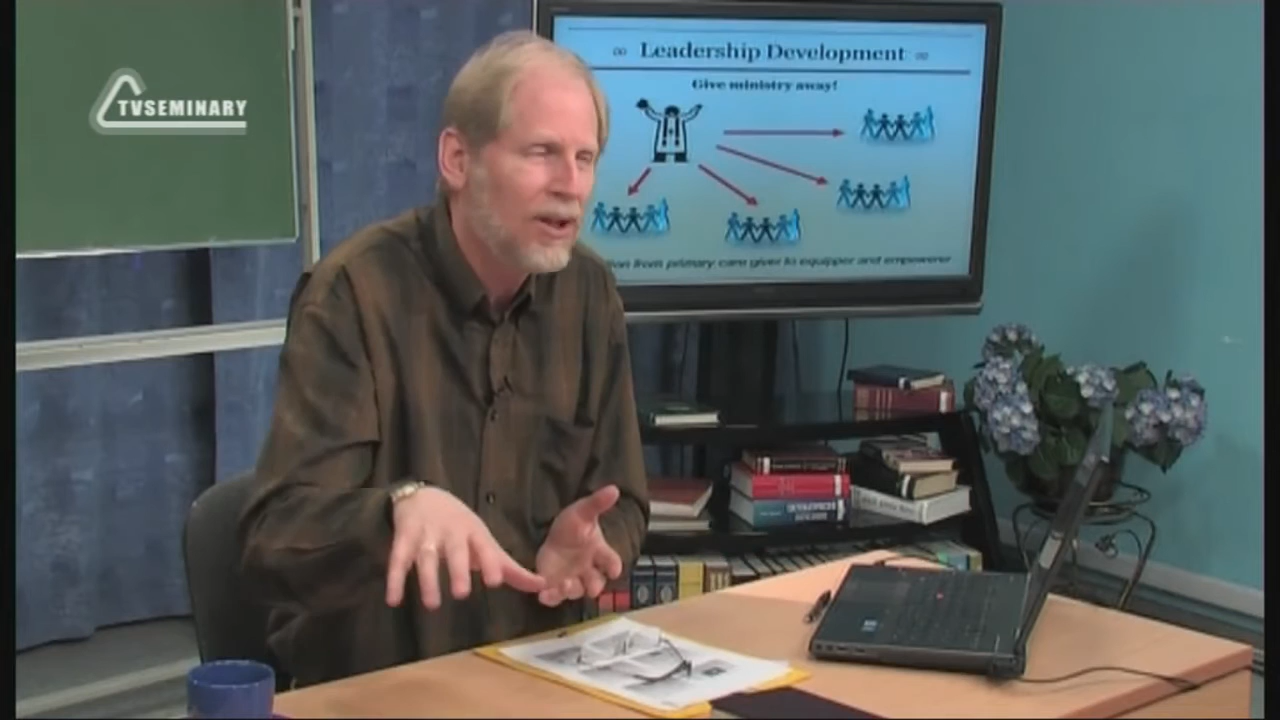 TVSEMINARY
∞ Leadership Development ∞
Give ministry away!
from primary care giver to equipper and empowerer